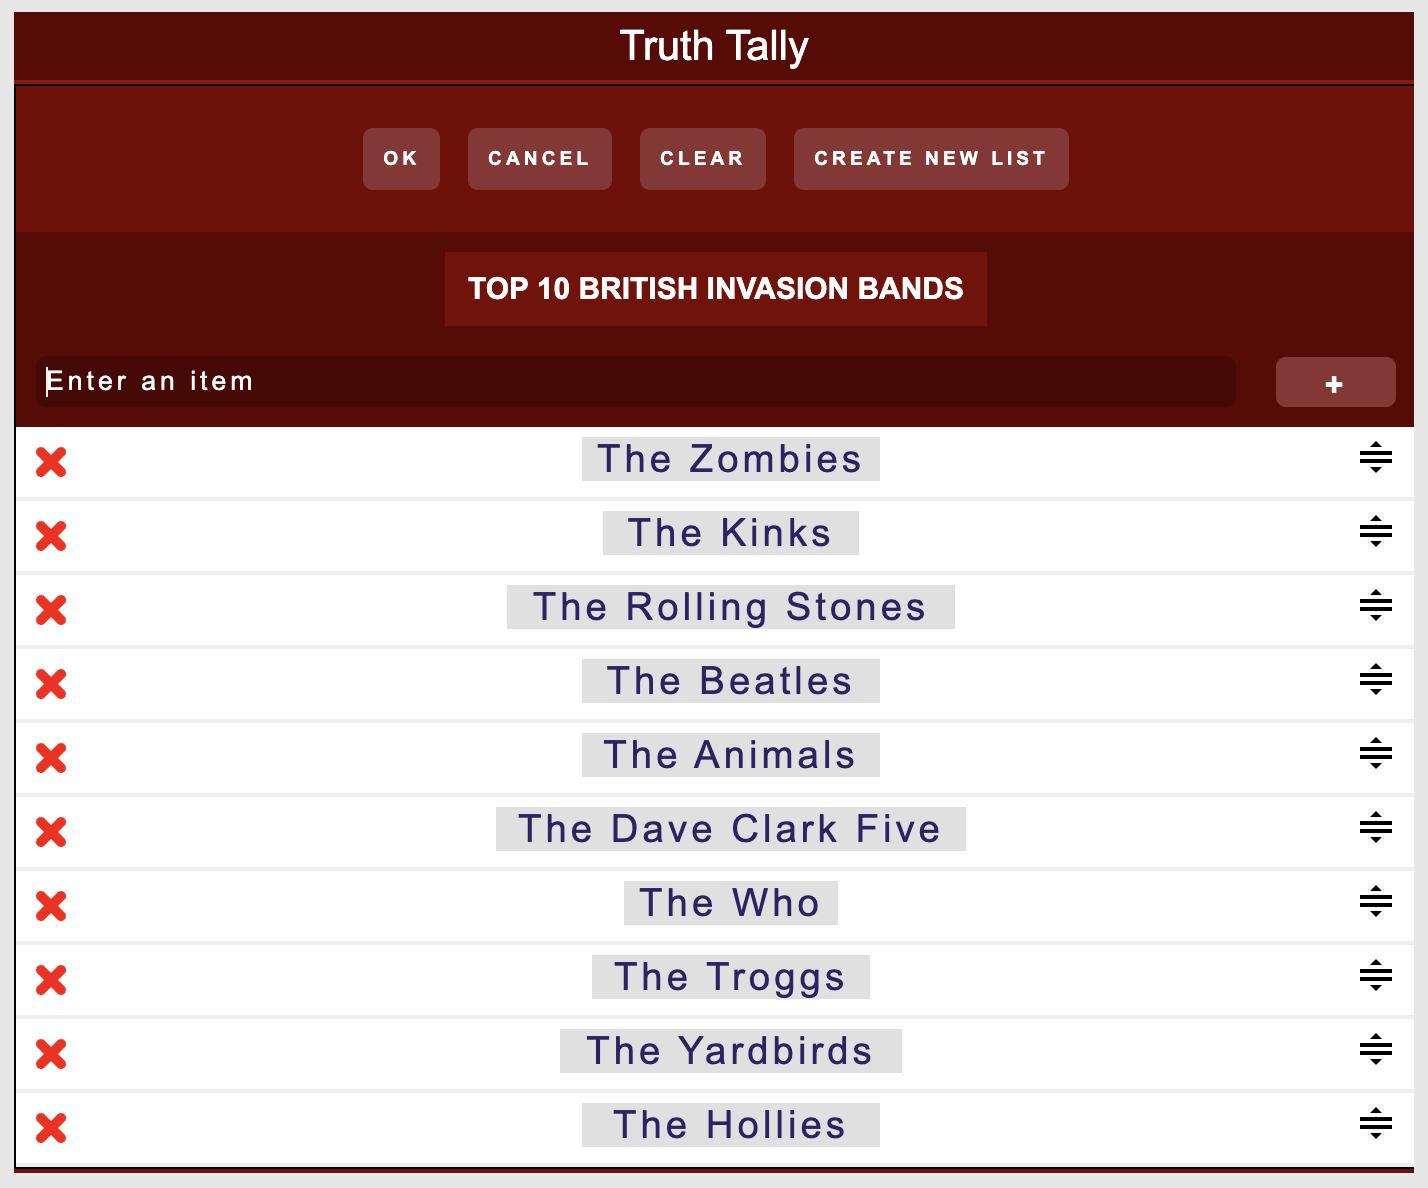 Truth Tally
OK CANCEL CLEAR CREATE NEW LIST
TOP 10 BRITISH INVASION BANDS
Enter an item +
The Zombies
The Kinks
The Rolling Stones
The Beatles
The Animals
The Dave Clark Five
The Who
The Troggs
The Yardbirds
The Hollies